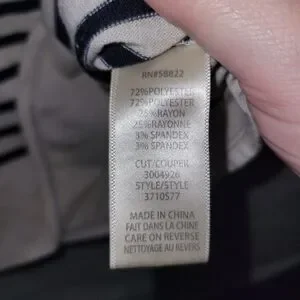 RN#58822
72%POLYESTER
72%POLYESTER
25%RAYON
25%RAYONNE
3% SPANDEX
3% SPANDEX
CUT/COUPER
3004926
STYLE/STYLE
3710577
MADE IN CHINA
FAIT DANS LA CHINE
CARE ON REVERSE
NETTOYAGE AU REVERS